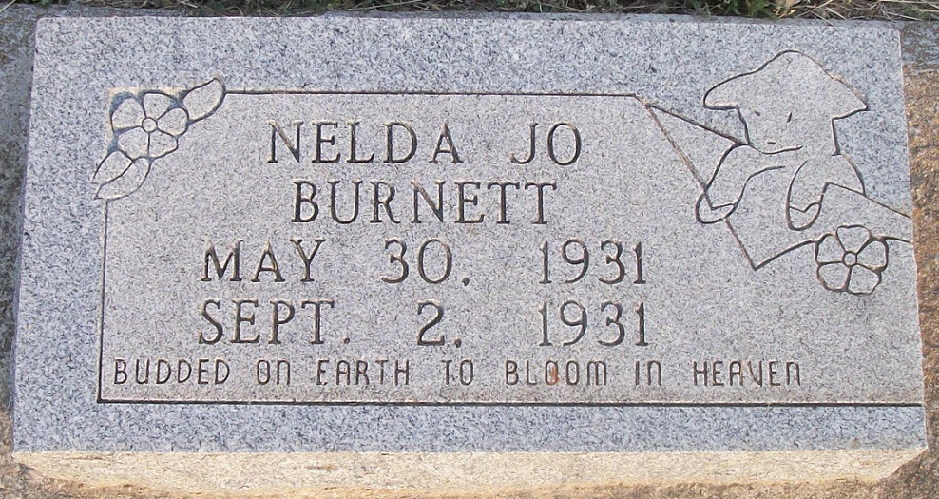 NELDA JO
BURNETT
MAY 30, 1931
SEPT. 2, 1931
BUDDED ON EARTH TO BLOOM IN HEAVEN